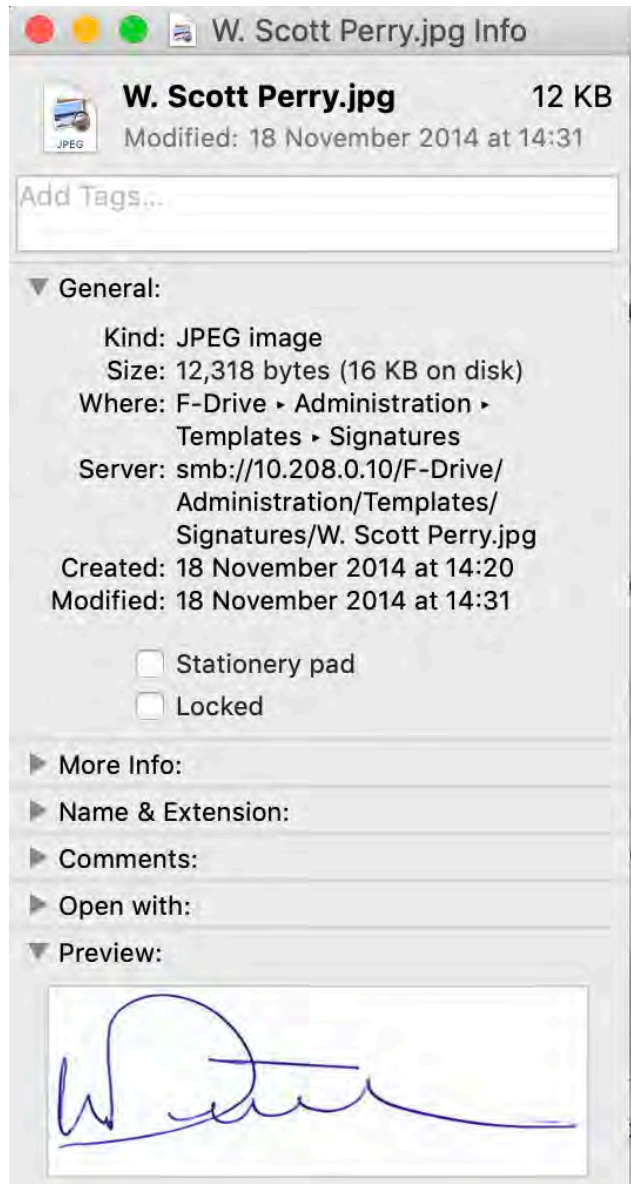 W. Scott Perry.jpg Info
W. Scott Perry.jpg 12 KB
JPEG
Modified: 18 November 2014 at 14:31
Add Tags...
▼ General:
Kind: JPEG image
Size: 12,318 bytes (16 KB on disk)
Where: F-Drive ▸ Administration ▸
Templates ▸ Signatures
Server: smb://10.208.0.10/F-Drive/
Administration/Templates/
Signatures/W. Scott Perry.jpg
Created: 18 November 2014 at 14:20
Modified: 18 November 2014 at 14:31
Stationery pad
Locked
▶ More Info:
▶ Name & Extension:
▶ Comments:
▶ Open with:
▼ Preview: